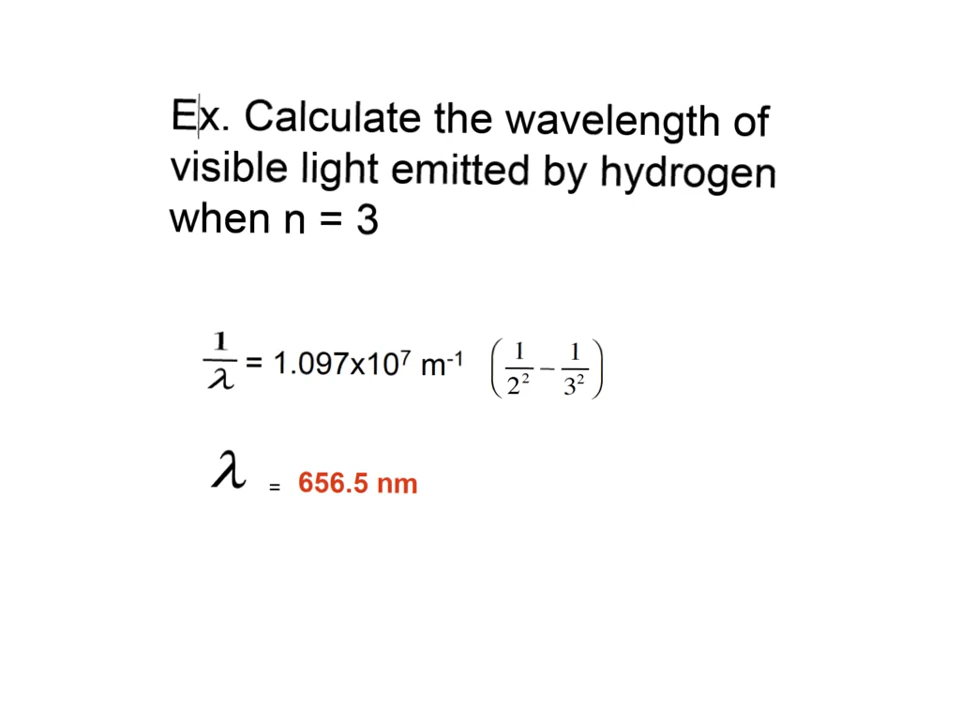 Ex. Calculate the wavelength of
visible light emitted by hydrogen
when n = 3
1/λ = 1.097x10⁷ m⁻¹ (1/2² − 1/3²)
λ = 656.5 nm